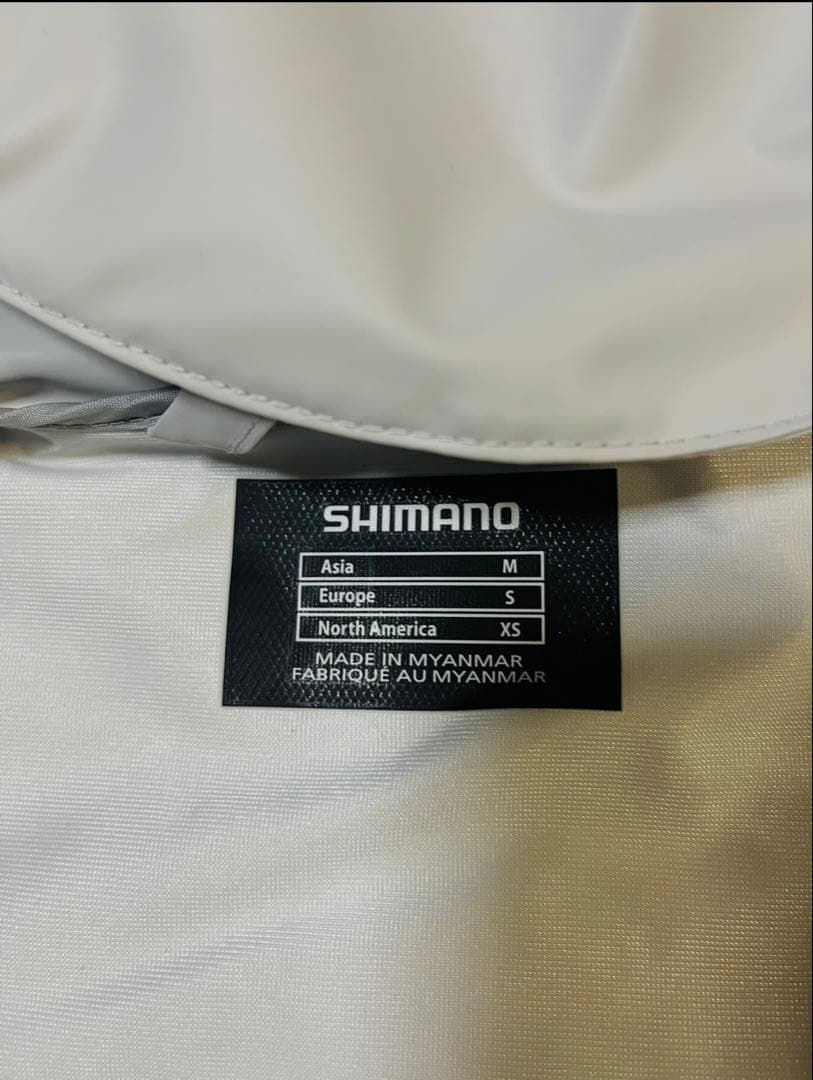 SHIMANO
Asia M
Europe S
North America XS
MADE IN MYANMAR
FABRIQUÉ AU MYANMAR